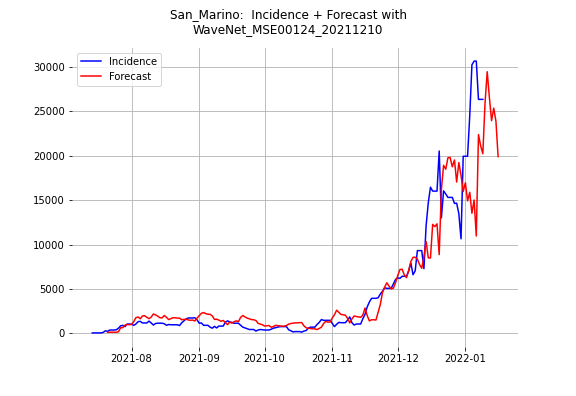 San_Marino:  Incidence + Forecast with
WaveNet_MSE00124_20211210
Incidence
Forecast
30000
25000
20000
15000
10000
5000
0
2021-08 2021-09 2021-10 2021-11 2021-12 2022-01